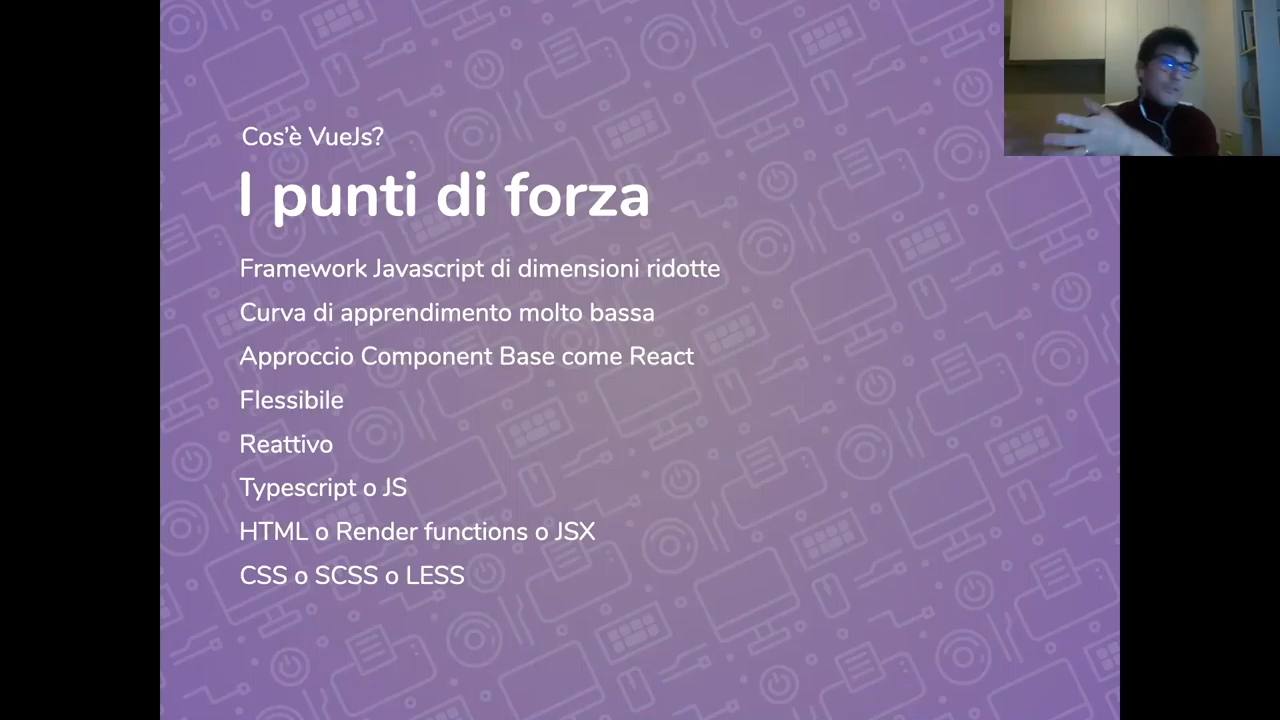 Cos'è VueJs?
I punti di forza
Framework Javascript di dimensioni ridotte
Curva di apprendimento molto bassa
Approccio Component Base come React
Flessibile
Reattivo
Typescript o JS
HTML o Render functions o JSX
CSS o SCSS o LESS